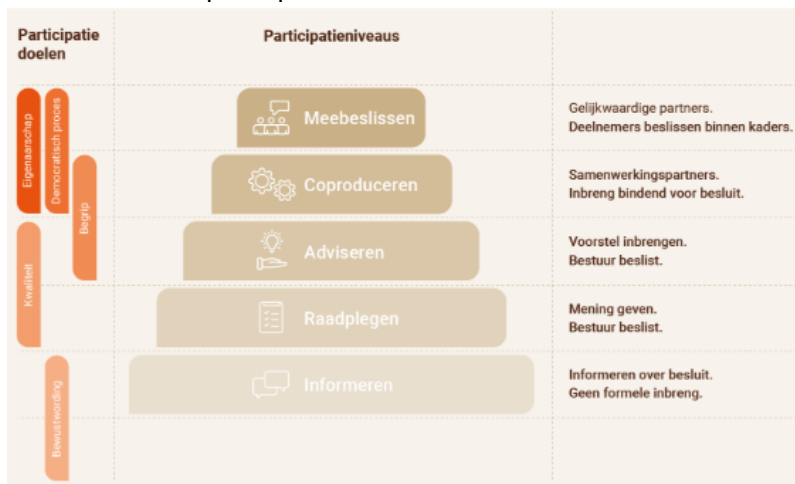 Participatie
doelen
Participatieniveaus
Eigenaarschap
Democratisch proces
Begrip
Kwaliteit
Bewustwording
Meebeslissen
Gelijkwaardige partners.
Deelnemers beslissen binnen kaders.
Coproduceren
Samenwerkingspartners.
Inbreng bindend voor besluit.
Adviseren
Voorstel inbrengen.
Bestuur beslist.
Raadplegen
Mening geven.
Bestuur beslist.
Informeren
Informeren over besluit.
Geen formele inbreng.